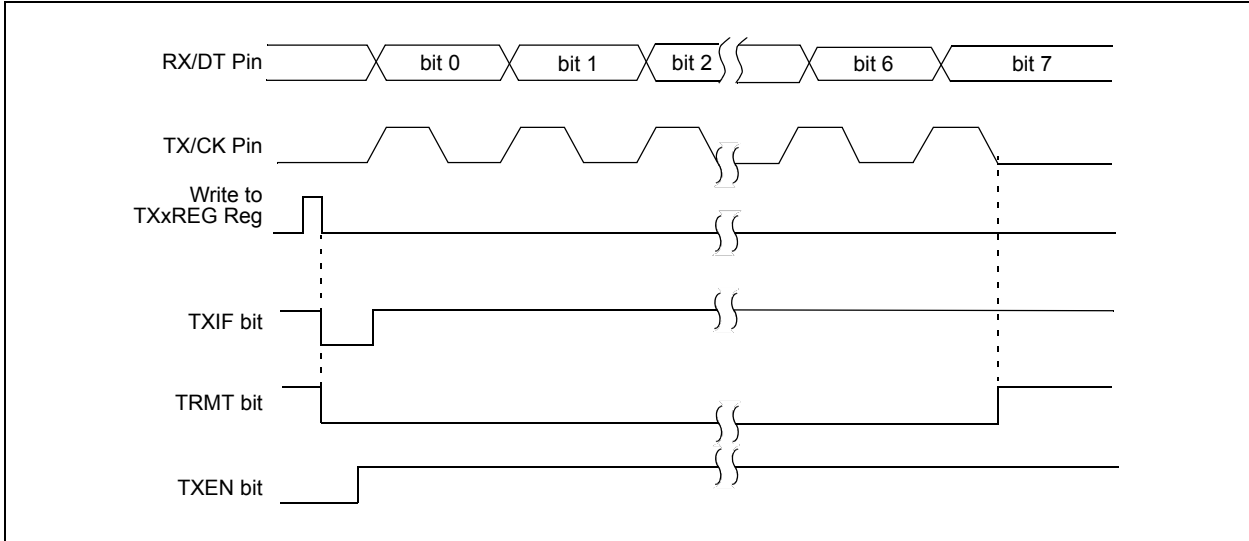 RX/DT Pin
bit 0
bit 1
bit 2
bit 6
bit 7
TX/CK Pin
Write to
TXxREG Reg
TXIF bit
TRMT bit
TXEN bit